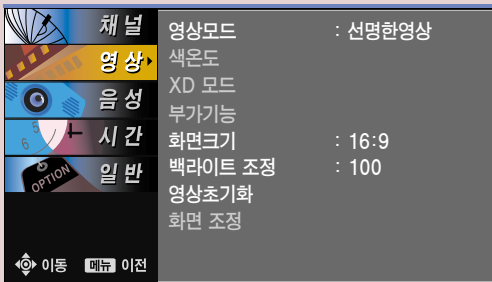 채널
영상
음성
시간
일반
OPTION
5
6
영상모드 : 선명한영상
색온도
XD 모드
부가기능
화면크기 : 16:9
백라이트 조정 : 100
영상초기화
화면 조정
이동 메뉴 이전